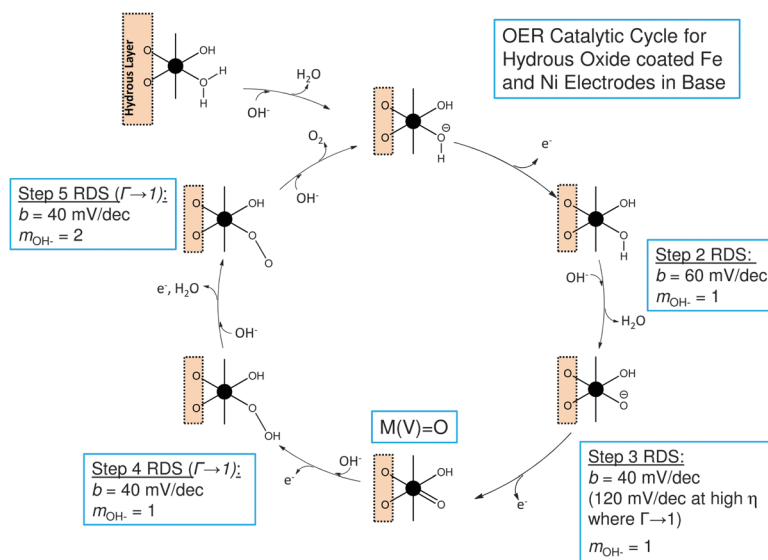 OER Catalytic Cycle for
Hydrous Oxide coated Fe
and Ni Electrodes in Base
Hydrous Layer
O
O
OH
O
H
H
OH⁻
H₂O
O
O
OH
O
⊖
H
e⁻
O
O
OH
O
H
Step 2 RDS:
b = 60 mV/dec
mOH- = 1
OH⁻
H₂O
O
O
OH
O
⊖
Step 3 RDS:
b = 40 mV/dec
(120 mV/dec at high η
where Γ→1)
mOH- = 1
e⁻
M(V)=O
O
O
OH
O
OH⁻
e⁻
Step 4 RDS (Γ→1):
b = 40 mV/dec
mOH- = 1
O
O
OH
O
OH
OH⁻
e⁻, H₂O
Step 5 RDS (Γ→1):
b = 40 mV/dec
mOH- = 2
O
O
OH
O
O
OH⁻
O₂